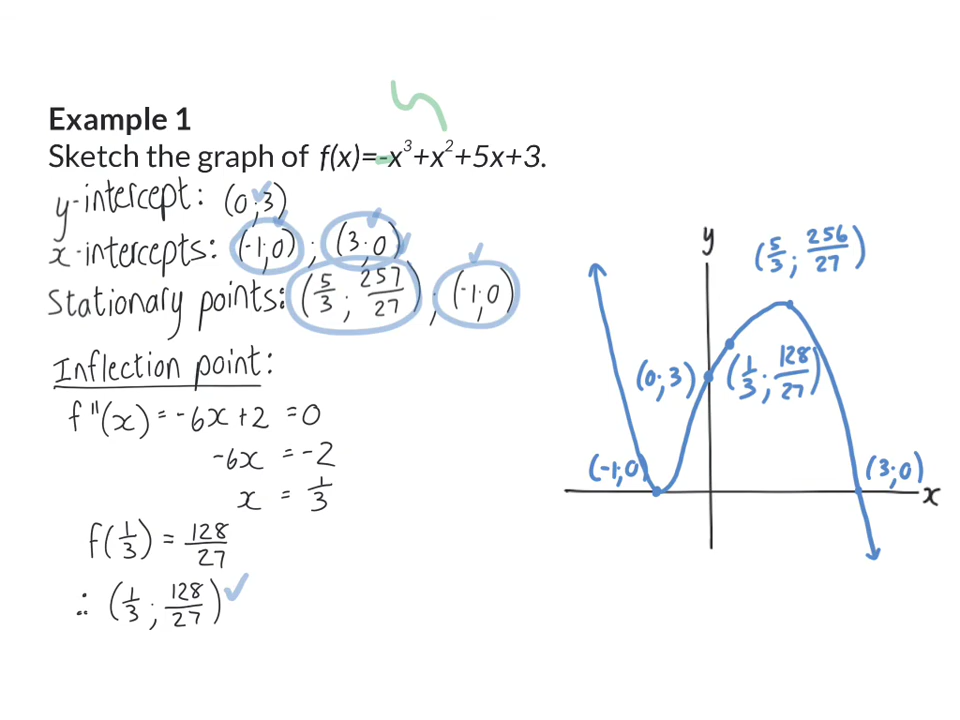 Example 1
Sketch the graph of f(x)=-x³+x²+5x+3.
y-intercept: (0;3)
x-intercepts: (-1;0) ; (3;0)
Stationary points: (5/3 ; 257/27) ; (-1;0)
Inflection point:
f''(x) = -6x + 2 = 0
-6x = -2
x = 1/3
f(1/3) = 128/27
∴ (1/3 ; 128/27)
y
(5/3 ; 256/27)
(0;3)
(1/3 ; 128/27)
(-1;0)
(3;0)
x